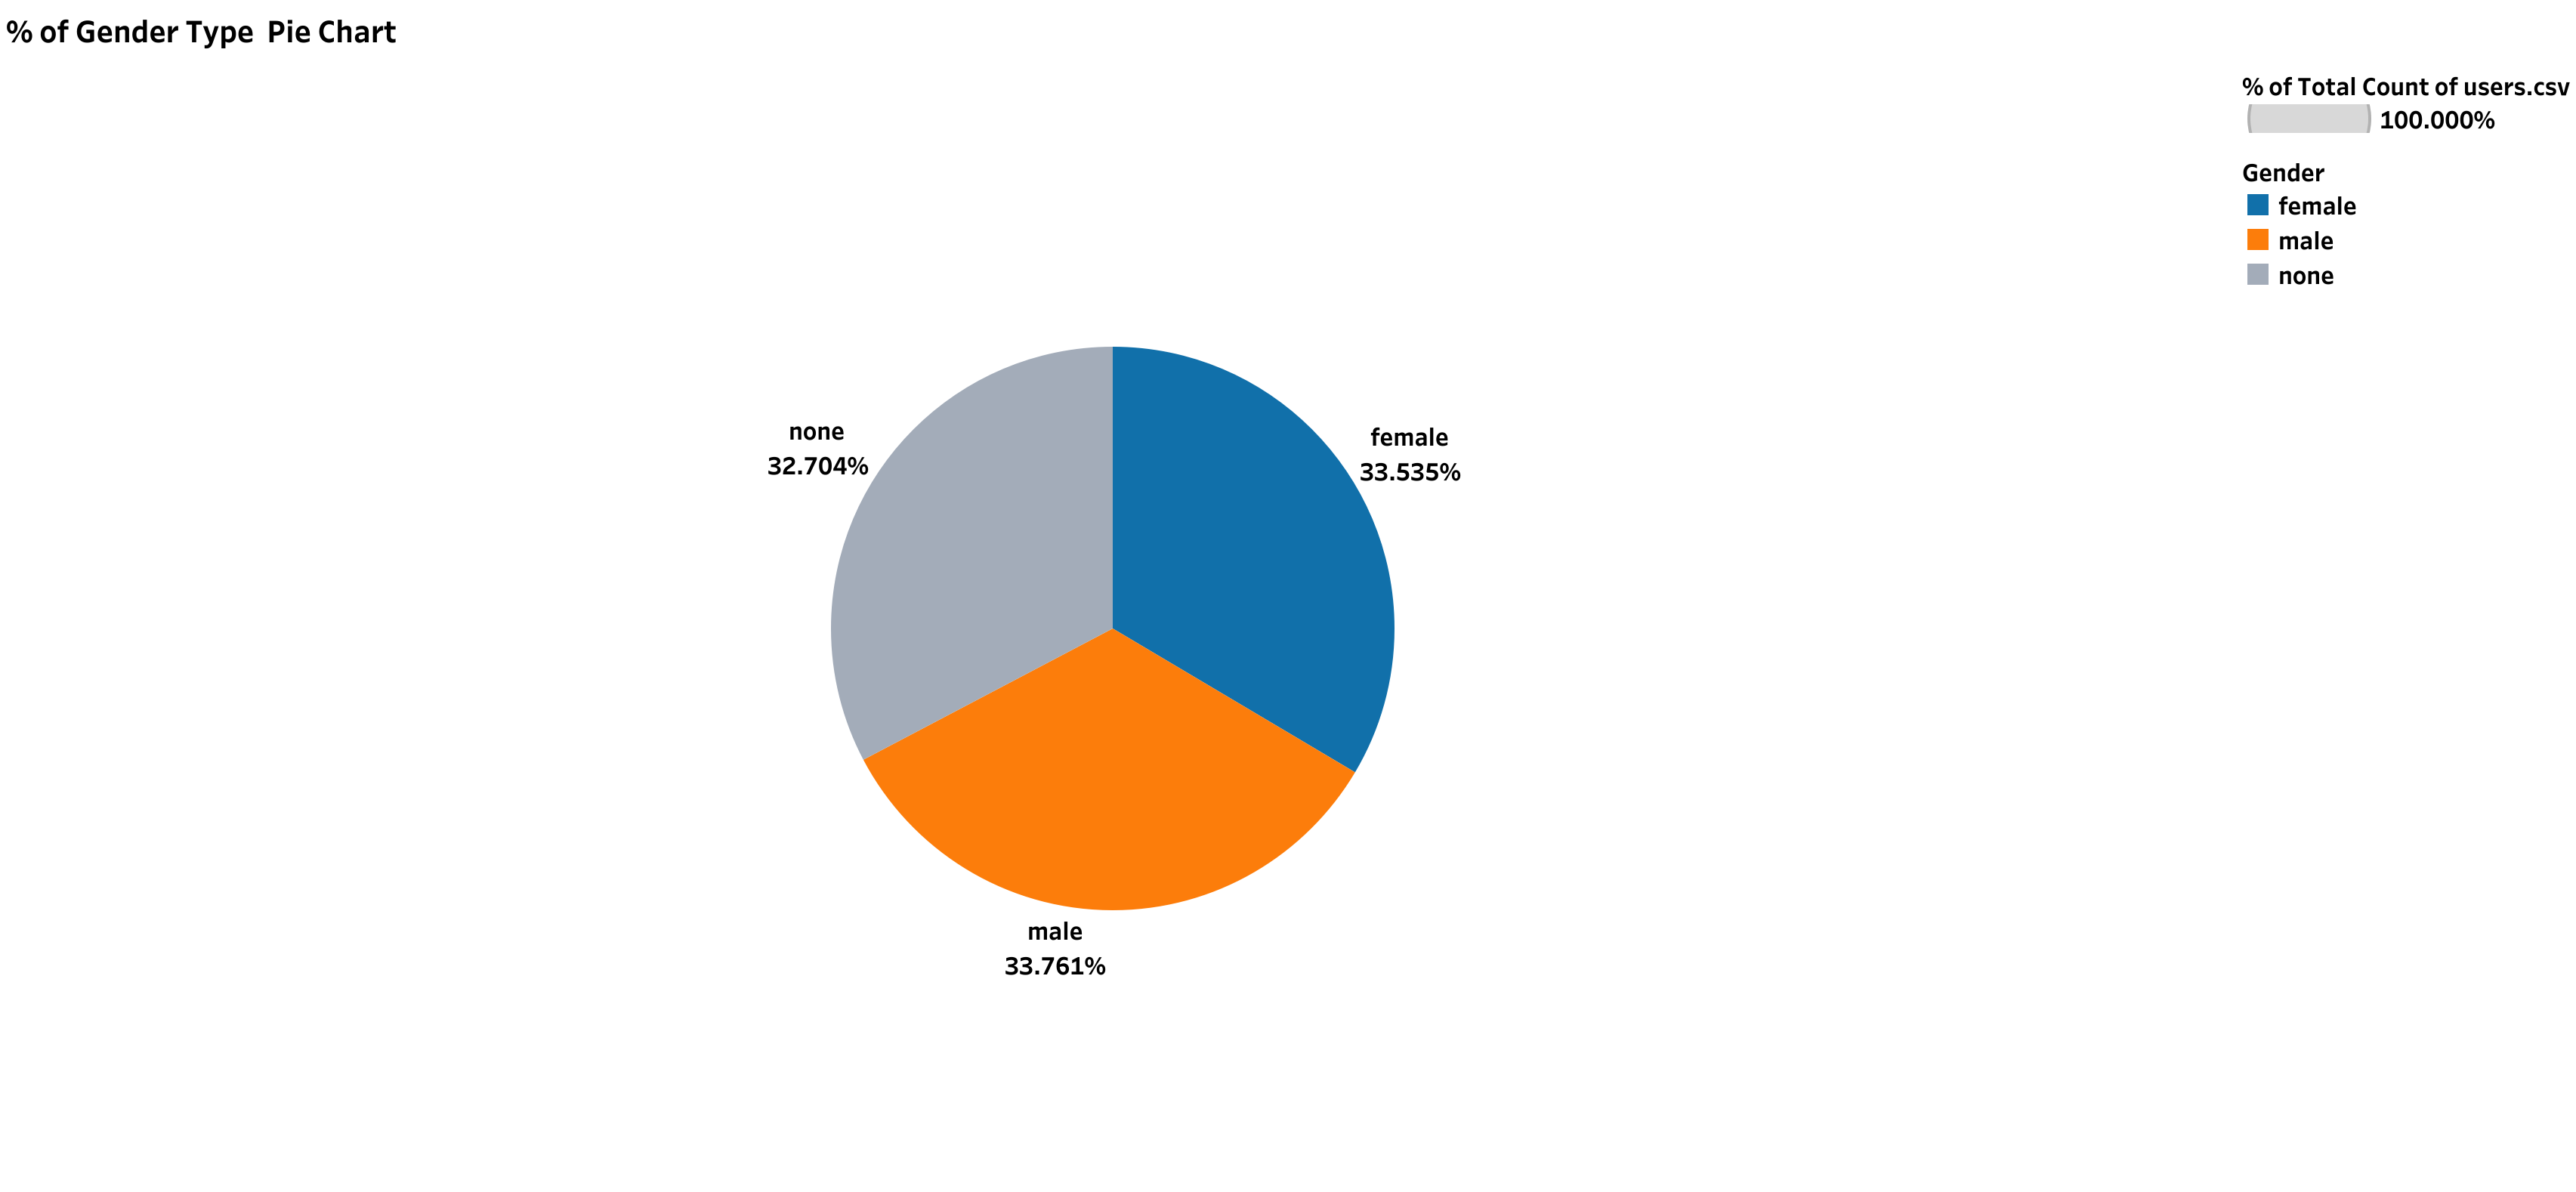 % of Gender Type  Pie Chart
% of Total Count of users.csv
100.000%
Gender
female
male
none
none
32.704%
female
33.535%
male
33.761%